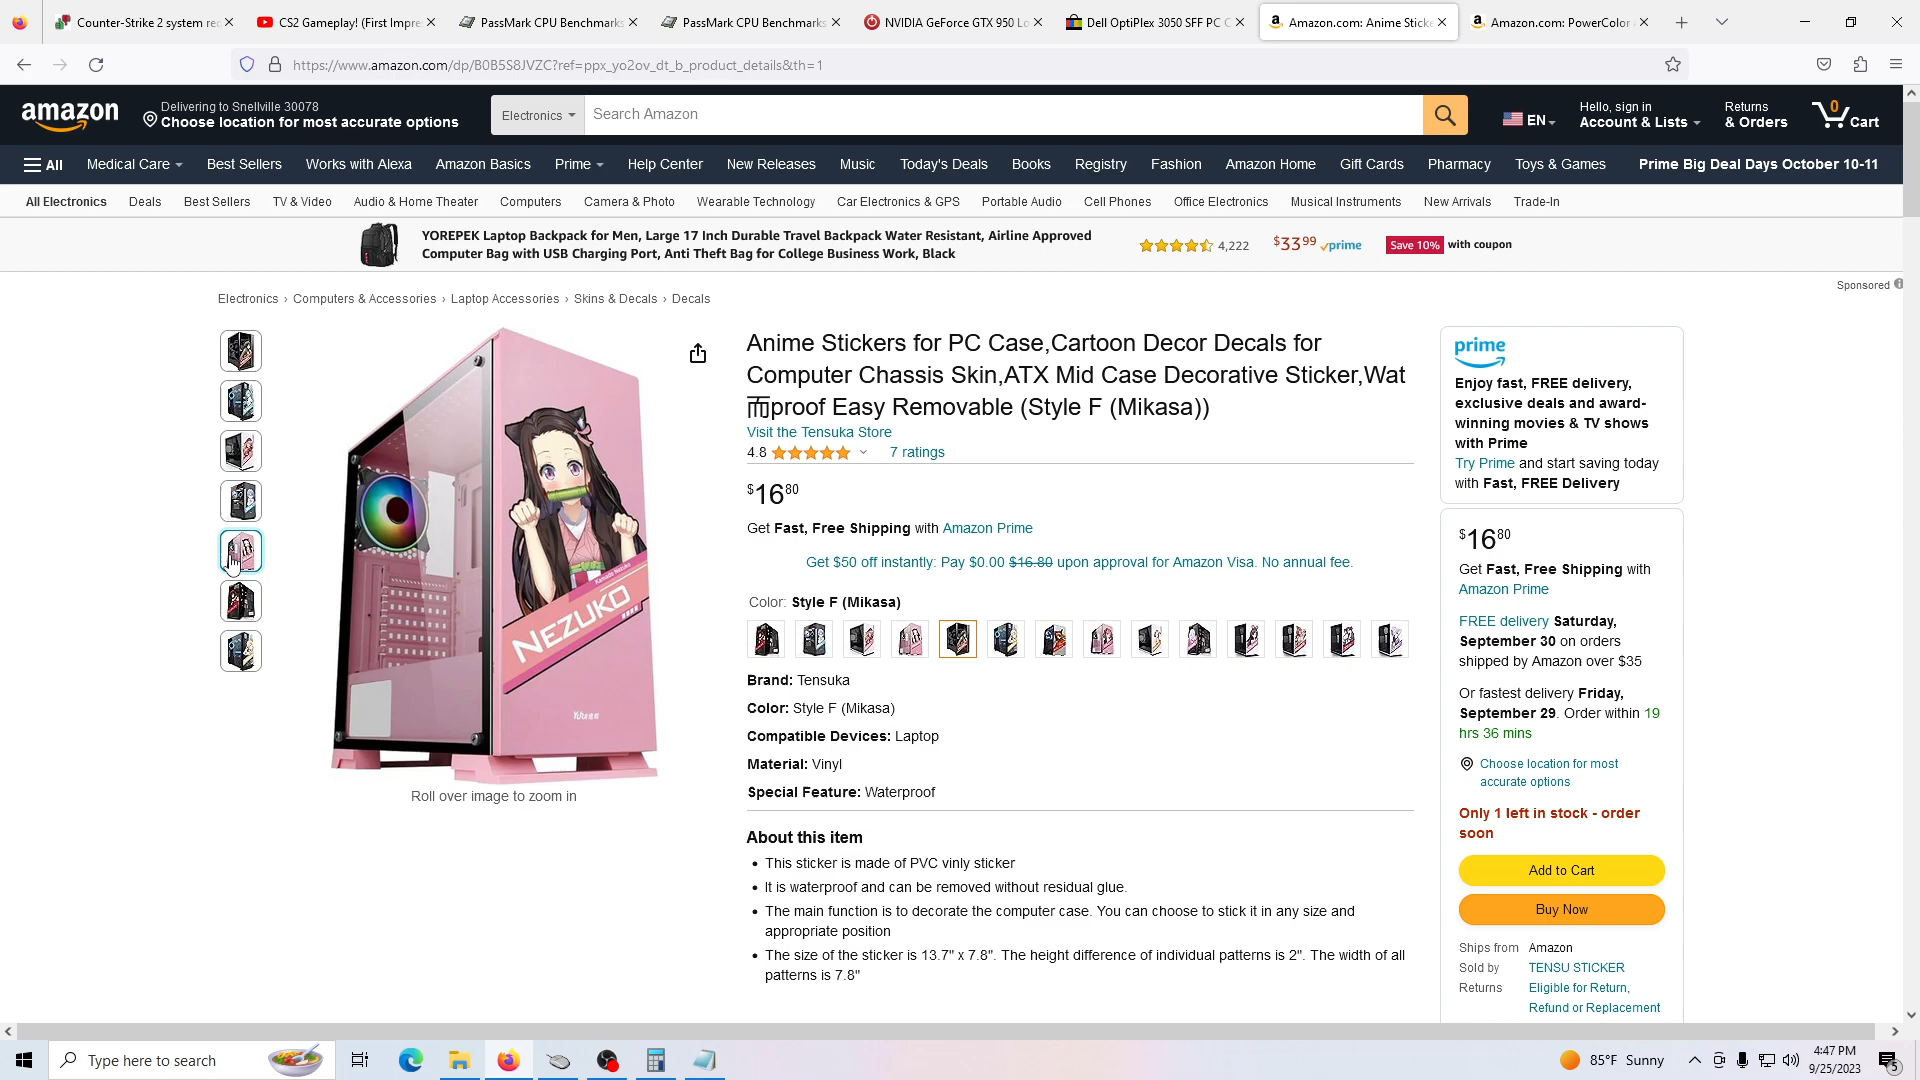 Counter-Strike 2 system req
CS2 Gameplay! (First Impre
PassMark CPU Benchmarks
PassMark CPU Benchmarks
NVIDIA GeForce GTX 950 Lo
Dell OptiPlex 3050 SFF PC C
Amazon.com: Anime Sticke
Amazon.com: PowerColor
https://www.amazon.com/dp/B0B5S8JVZC?ref=ppx_yo2ov_dt_b_product_details&th=1
amazon
Delivering to Snellville 30078
Choose location for most accurate options
Electronics
Search Amazon
EN
Hello, sign in
Account & Lists
Returns
& Orders
0
Cart
All
Medical Care
Best Sellers
Works with Alexa
Amazon Basics
Prime
Help Center
New Releases
Music
Today's Deals
Books
Registry
Fashion
Amazon Home
Gift Cards
Pharmacy
Toys & Games
Prime Big Deal Days October 10-11
All Electronics
Deals
Best Sellers
TV & Video
Audio & Home Theater
Computers
Camera & Photo
Wearable Technology
Car Electronics & GPS
Portable Audio
Cell Phones
Office Electronics
Musical Instruments
New Arrivals
Trade-In
YOREPEK Laptop Backpack for Men, Large 17 Inch Durable Travel Backpack Water Resistant, Airline Approved
Computer Bag with USB Charging Port, Anti Theft Bag for College Business Work, Black
4,222
$33 99 prime
Save 10% with coupon
Sponsored
Electronics › Computers & Accessories › Laptop Accessories › Skins & Decals › Decals
Kamado Nezuko
NEZUKO
Roll over image to zoom in
Anime Stickers for PC Case,Cartoon Decor Decals for
Computer Chassis Skin,ATX Mid Case Decorative Sticker,Wat
而proof Easy Removable (Style F (Mikasa))
Visit the Tensuka Store
4.8
7 ratings
$16 80
Get Fast, Free Shipping with Amazon Prime
Get $50 off instantly: Pay $0.00 $16.80 upon approval for Amazon Visa. No annual fee.
Color: Style F (Mikasa)
Brand: Tensuka
Color: Style F (Mikasa)
Compatible Devices: Laptop
Material: Vinyl
Special Feature: Waterproof
About this item
• This sticker is made of PVC vinly sticker
• It is waterproof and can be removed without residual glue.
• The main function is to decorate the computer case. You can choose to stick it in any size and
appropriate position
• The size of the sticker is 13.7" x 7.8". The height difference of individual patterns is 2". The width of all
patterns is 7.8"
prime
Enjoy fast, FREE delivery,
exclusive deals and award-
winning movies & TV shows
with Prime
Try Prime and start saving today
with Fast, FREE Delivery
$16 80
Get Fast, Free Shipping with
Amazon Prime
FREE delivery Saturday,
September 30 on orders
shipped by Amazon over $35
Or fastest delivery Friday,
September 29. Order within 19
hrs 36 mins
Choose location for most
accurate options
Only 1 left in stock - order
soon
Add to Cart
Buy Now
Ships from Amazon
Sold by TENSU STICKER
Returns Eligible for Return,
Refund or Replacement
Type here to search
85°F Sunny
4:47 PM
9/25/2023
5